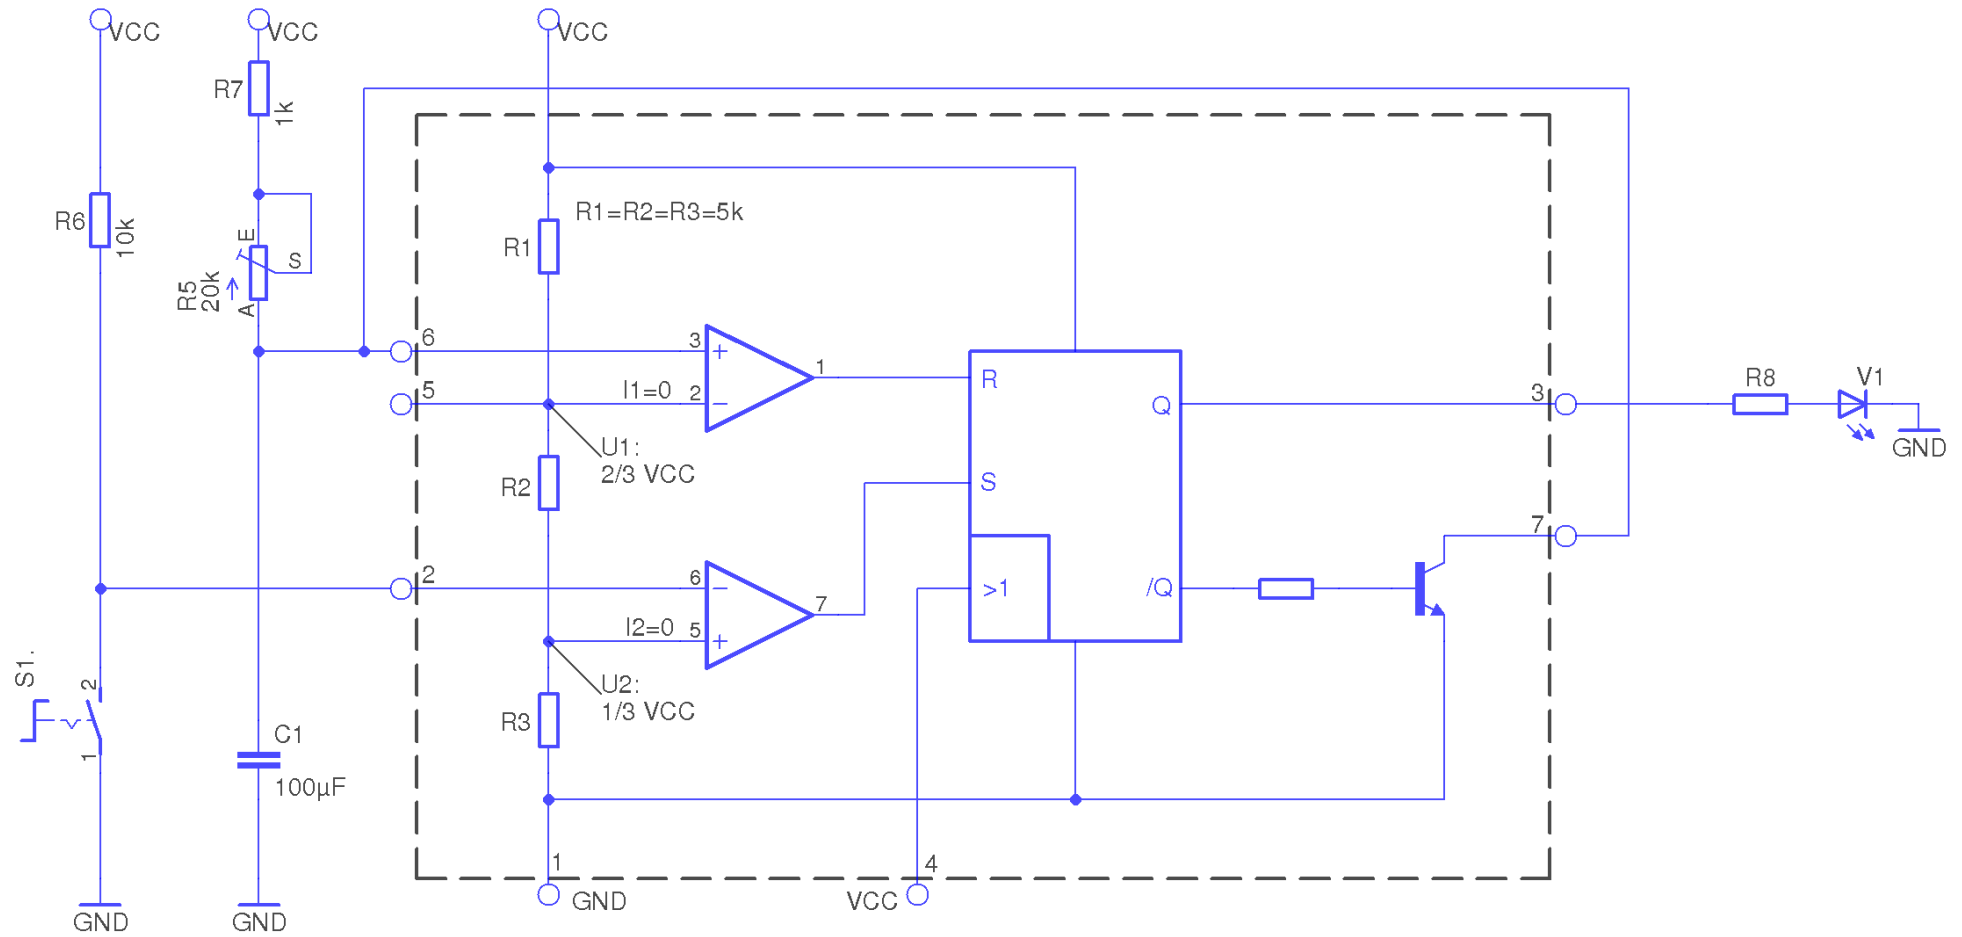 VCC
VCC
VCC
R7
1k
R6
10k
R1=R2=R3=5k
R1
E
S
R5
20k
A
6
3
+
1
R
5
I1=0
2
−
Q
3
R8
V1
GND
U1:
2/3 VCC
R2
S
7
2
6
−
7
>1
/Q
I2=0
5
+
S1.
2
1
U2:
1/3 VCC
R3
C1
100µF
1
4
GND
VCC
GND
GND